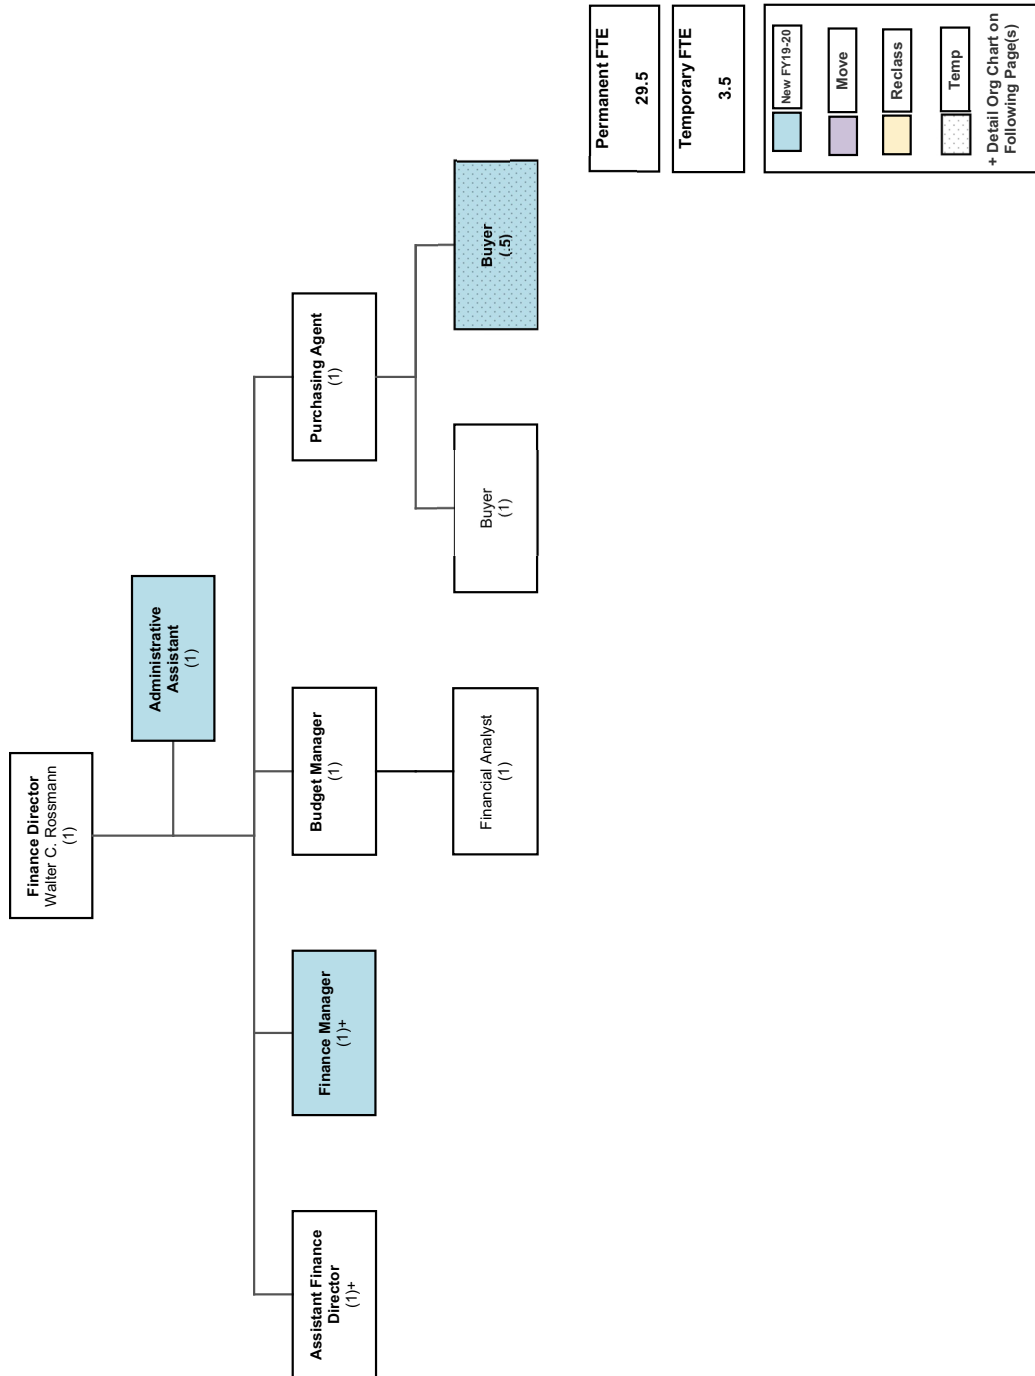 Finance Director
Walter C. Rossmann
(1)
Administrative
Assistant
(1)
Assistant Finance
Director
(1)+
Finance Manager
(1)+
Budget Manager
(1)
Purchasing Agent
(1)
Financial Analyst
(1)
Buyer
(1)
Buyer
(.5)
Permanent FTE
29.5
Temporary FTE
3.5
New FY19-20
Move
Reclass
Temp
+ Detail Org Chart on
Following Page(s)